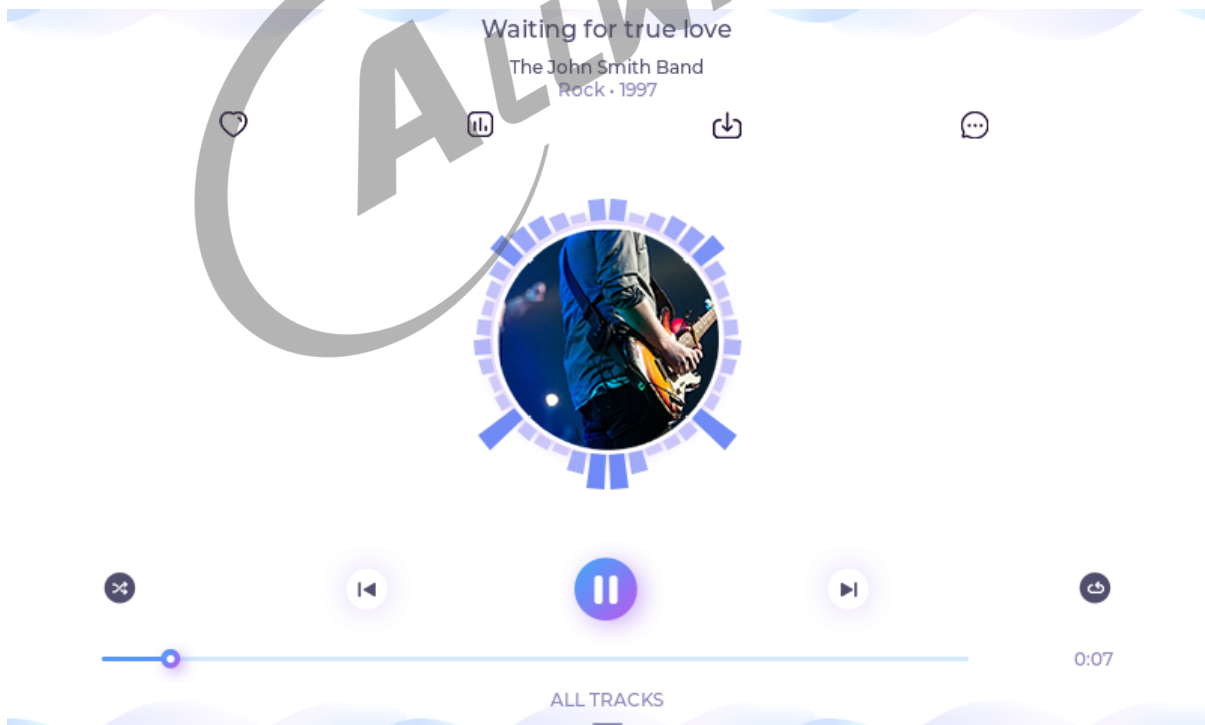 Waiting for true love
The John Smith Band
Rock • 1997
0:07
ALL TRACKS